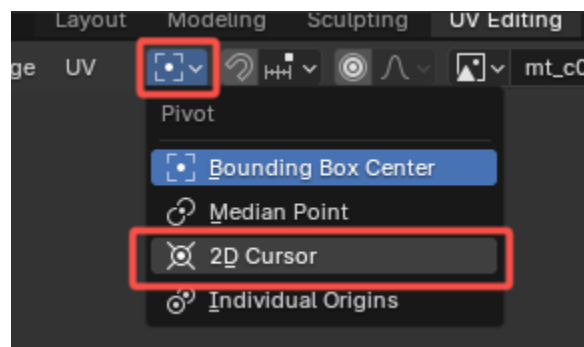 Layout Modeling Sculpting UV Editing
ge UV mt_c0
Pivot
Bounding Box Center
Median Point
2D Cursor
Individual Origins